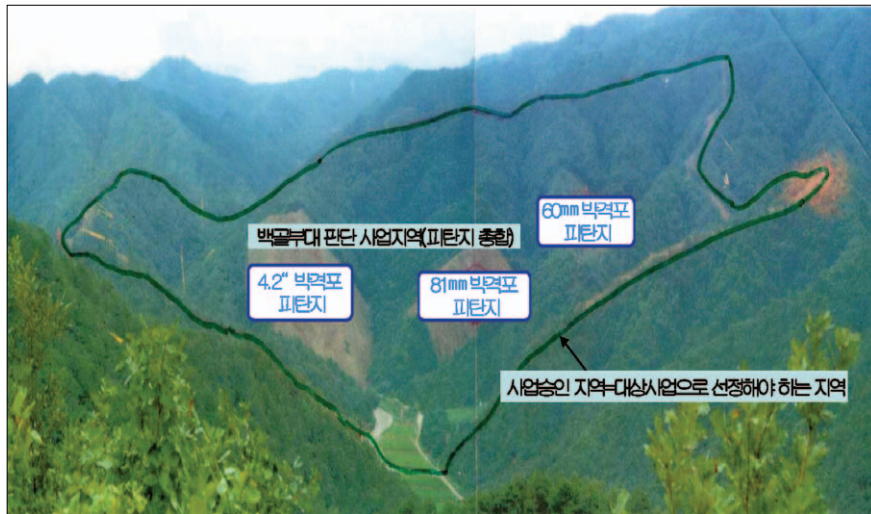 60mm 박격포
피탄지
백골부대 판단 사업지역(피탄지 종합)
4.2" 박격포
피탄지
81mm 박격포
피탄지
사업승인 지역=대상사업으로 선정해야 하는 지역